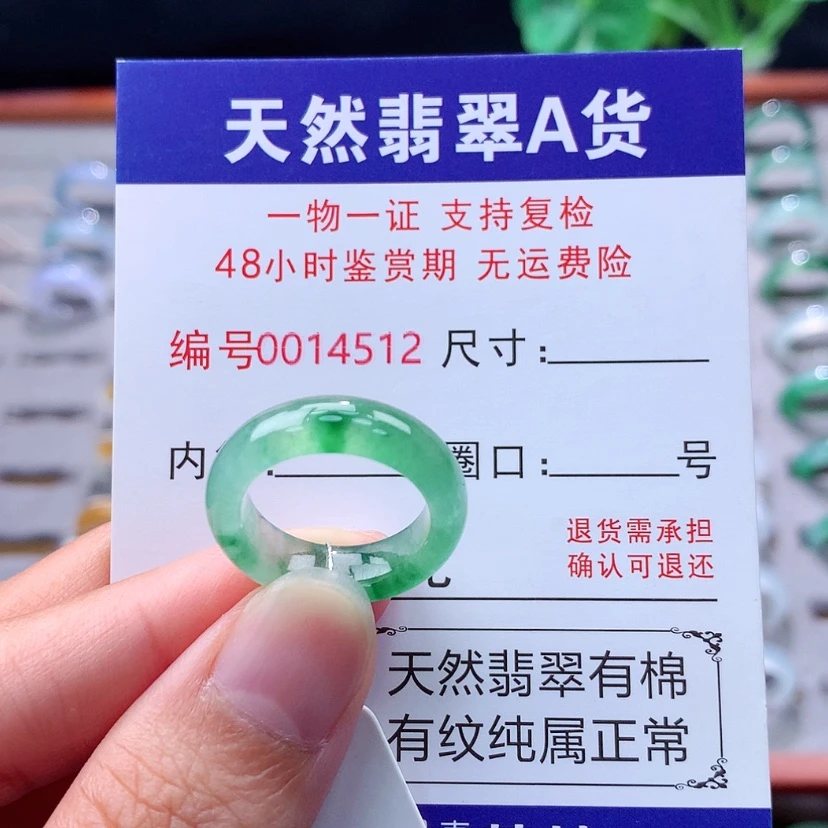 天然翡翠A货
一物一证 支持复检
48小时鉴赏期 无运费险
编号0014512 尺寸:
内 圈口: 号
退货需承担
确认可退还
天然翡翠有棉
有纹纯属正常